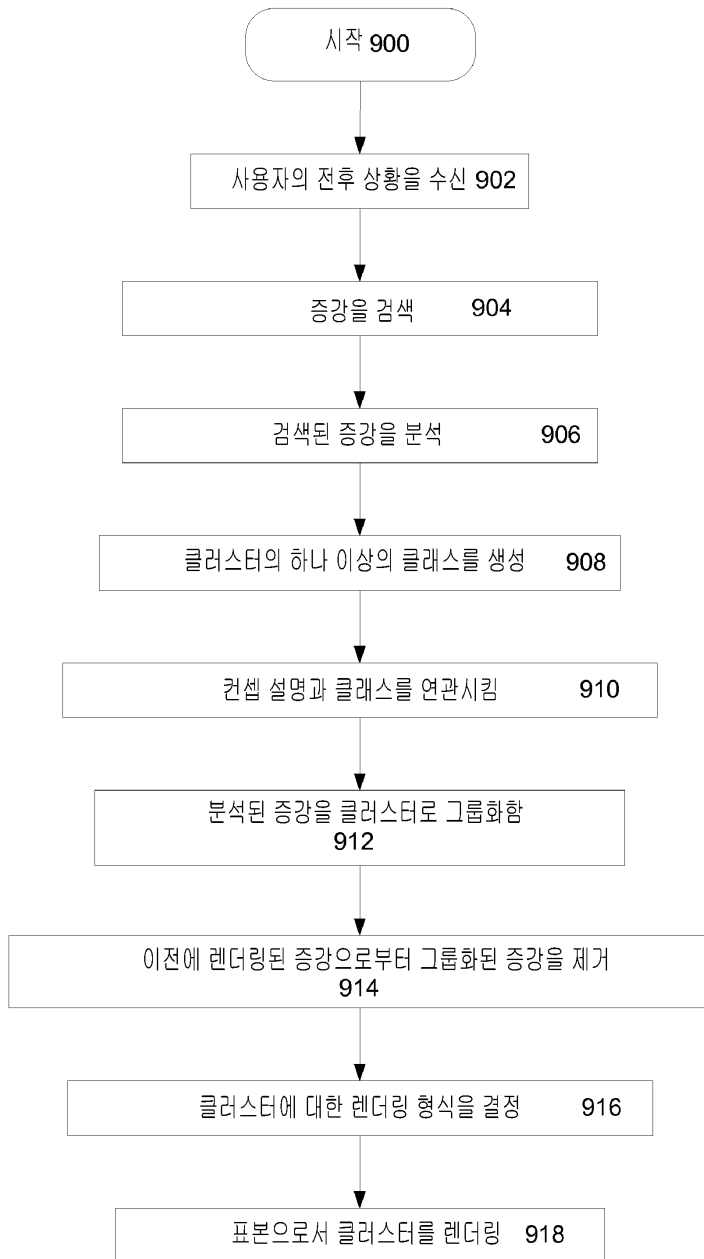 시작 900
사용자의 전후 상황을 수신 902
증강을 검색 904
검색된 증강을 분석 906
클러스터의 하나 이상의 클래스를 생성 908
컨셉 설명과 클래스를 연관시킴 910
분석된 증강을 클러스터로 그룹화함
912
이전에 렌더링된 증강으로부터 그룹화된 증강을 제거
914
클러스터에 대한 렌더링 형식을 결정 916
표본으로서 클러스터를 렌더링 918